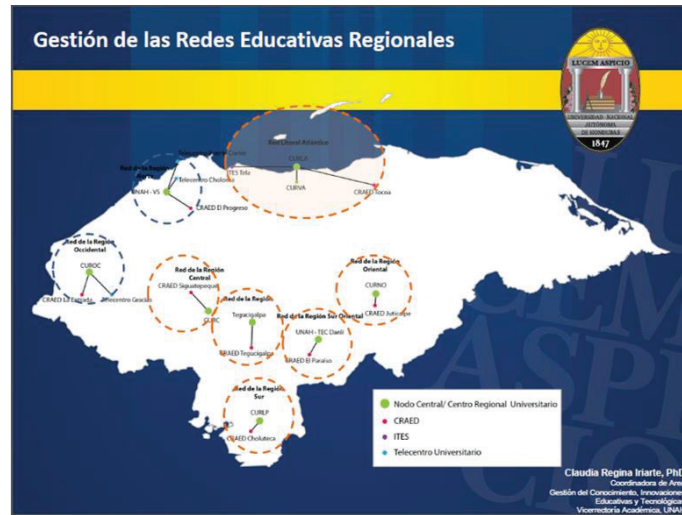 Gestión de las Redes Educativas Regionales
LUCEM ASPICIO
UNIVERSIDAD NACIONAL
AUTÓNOMA
DE HONDURAS
1847
Red Litoral Atlántico
CURLA
ITES Tela
CURVA
CRAED Tocoa
Telecentro Choloma
UNAH - VS
CRAED El Progreso
Red de la Región
Occidental
CUROC
CRAED La Entrada
Telecentro Gracias
Red de la Región
Central
CRAED Siguatepeque
CURC
Red de la Región
Tegucigalpa
CRAED Tegucigalpa
Red de la Región Sur Oriental
UNAH - TEC Danlí
CRAED El Paraíso
Red de la Región
Oriental
CURNO
CRAED Juticalpa
Red de la Región
Sur
CURLP
CRAED Choluteca
Nodo Central/ Centro Regional Universitario
CRAED
ITES
Telecentro Universitario
Claudia Regina Iriarte, PhD
Coordinadora de Area
Gestión del Conocimiento, Innovaciones
Educativas y Tecnológicas
Vicerrectoría Académica, UNAH